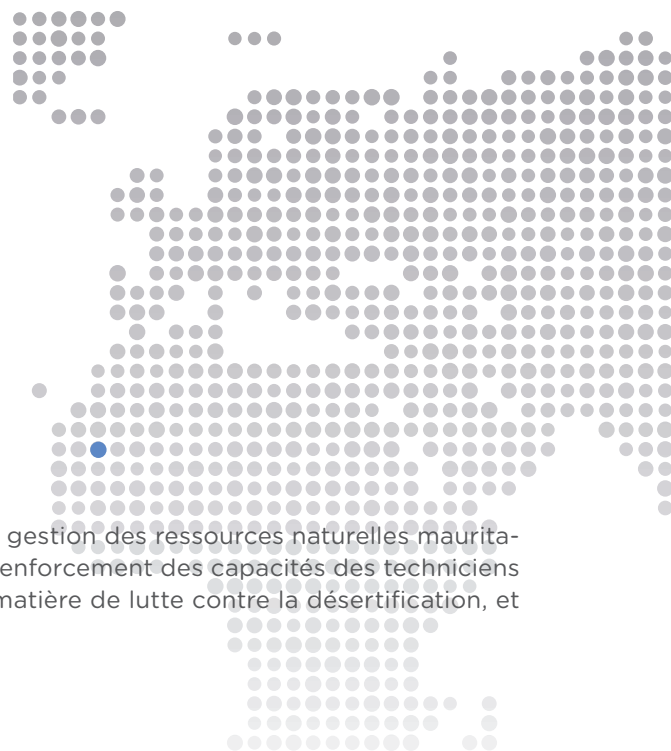 gestion des ressources naturelles maurita-
enforcement des capacités des techniciens
matière de lutte contre la désertification, et